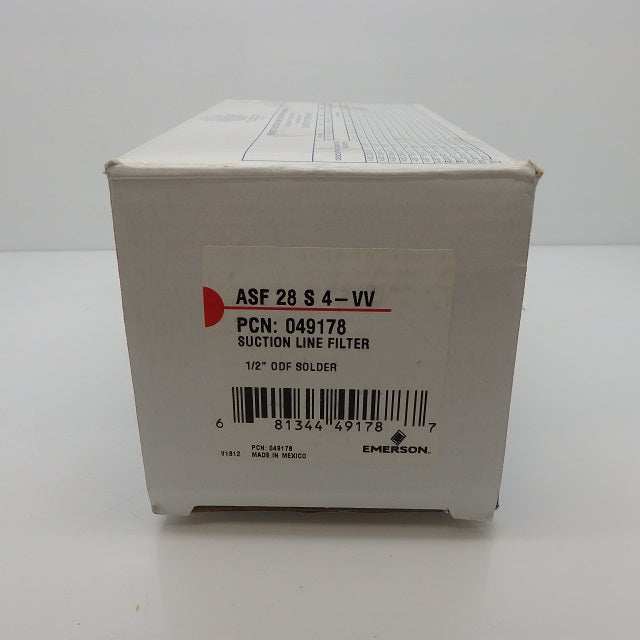 ASF 28 S 4-VV
PCN: 049178
SUCTION LINE FILTER
1/2" ODF SOLDER
6 81344 49178 7
V1812 PCN: 049178
MADE IN MEXICO
EMERSON